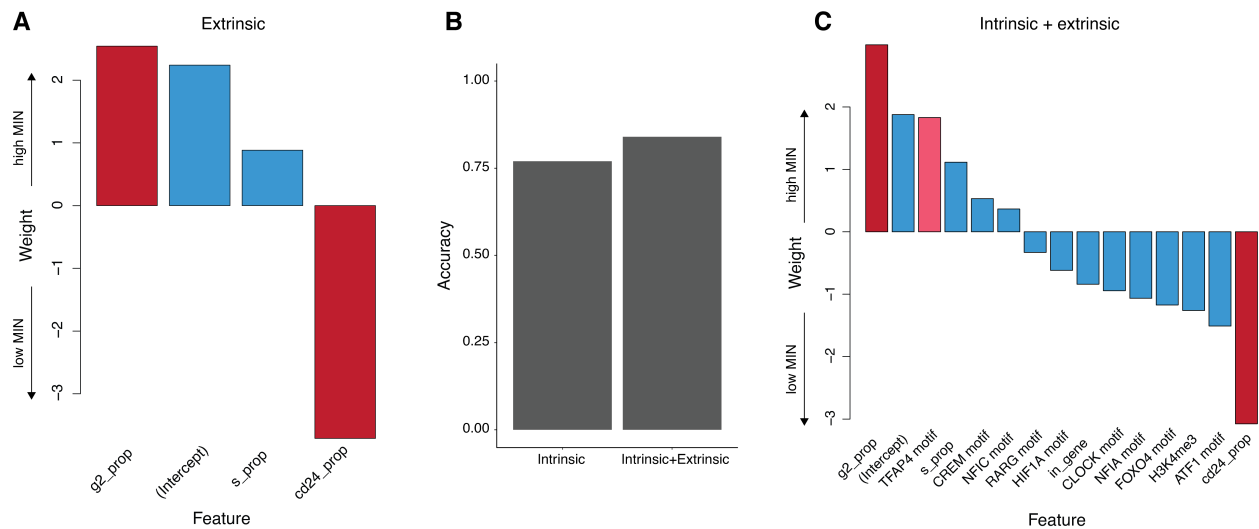 A
Extrinsic
2
1
0
−1
−2
−3
high MIN
Weight
low MIN
g2_prop
(Intercept)
s_prop
cd24_prop
Feature
B
1.00
0.75
0.50
0.25
0.00
Accuracy
Intrinsic
Intrinsic+Extrinsic
C
Intrinsic + extrinsic
2
1
0
−1
−2
−3
high MIN
Weight
low MIN
g2_prop
(Intercept)
TFAP4 motif
s_prop
CREM motif
NFIC motif
RARG motif
HIF1A motif
in_gene
CLOCK motif
NFIA motif
FOXO4 motif
H3K4me3
ATF1 motif
cd24_prop
Feature